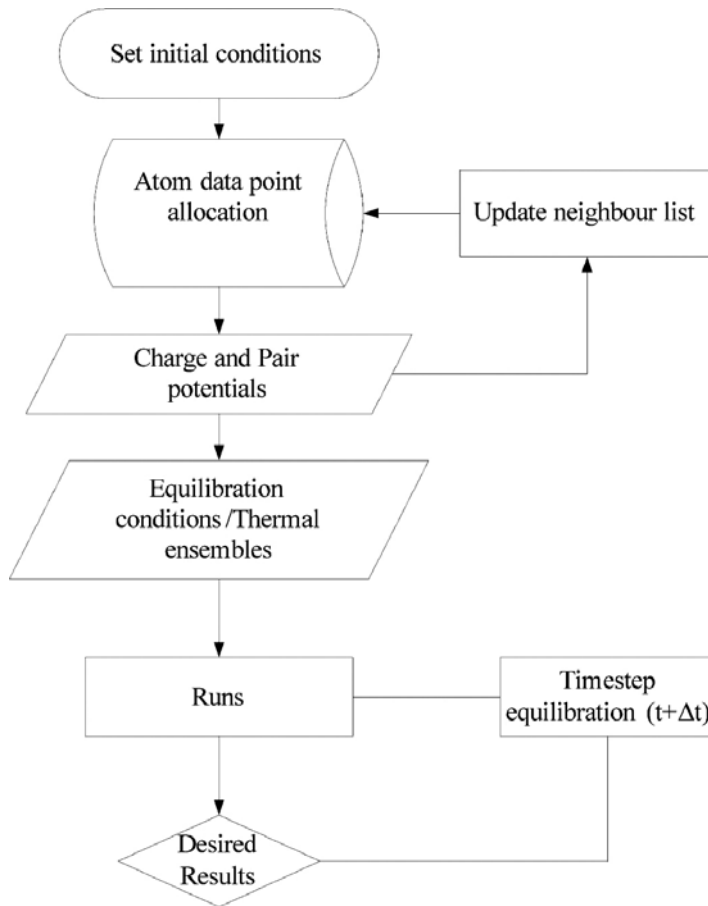 Set initial conditions
Atom data point
allocation
Update neighbour list
Charge and Pair
potentials
Equilibration
conditions/Thermal
ensembles
Runs
Timestep
equilibration (t+Δt)
Desired
Results